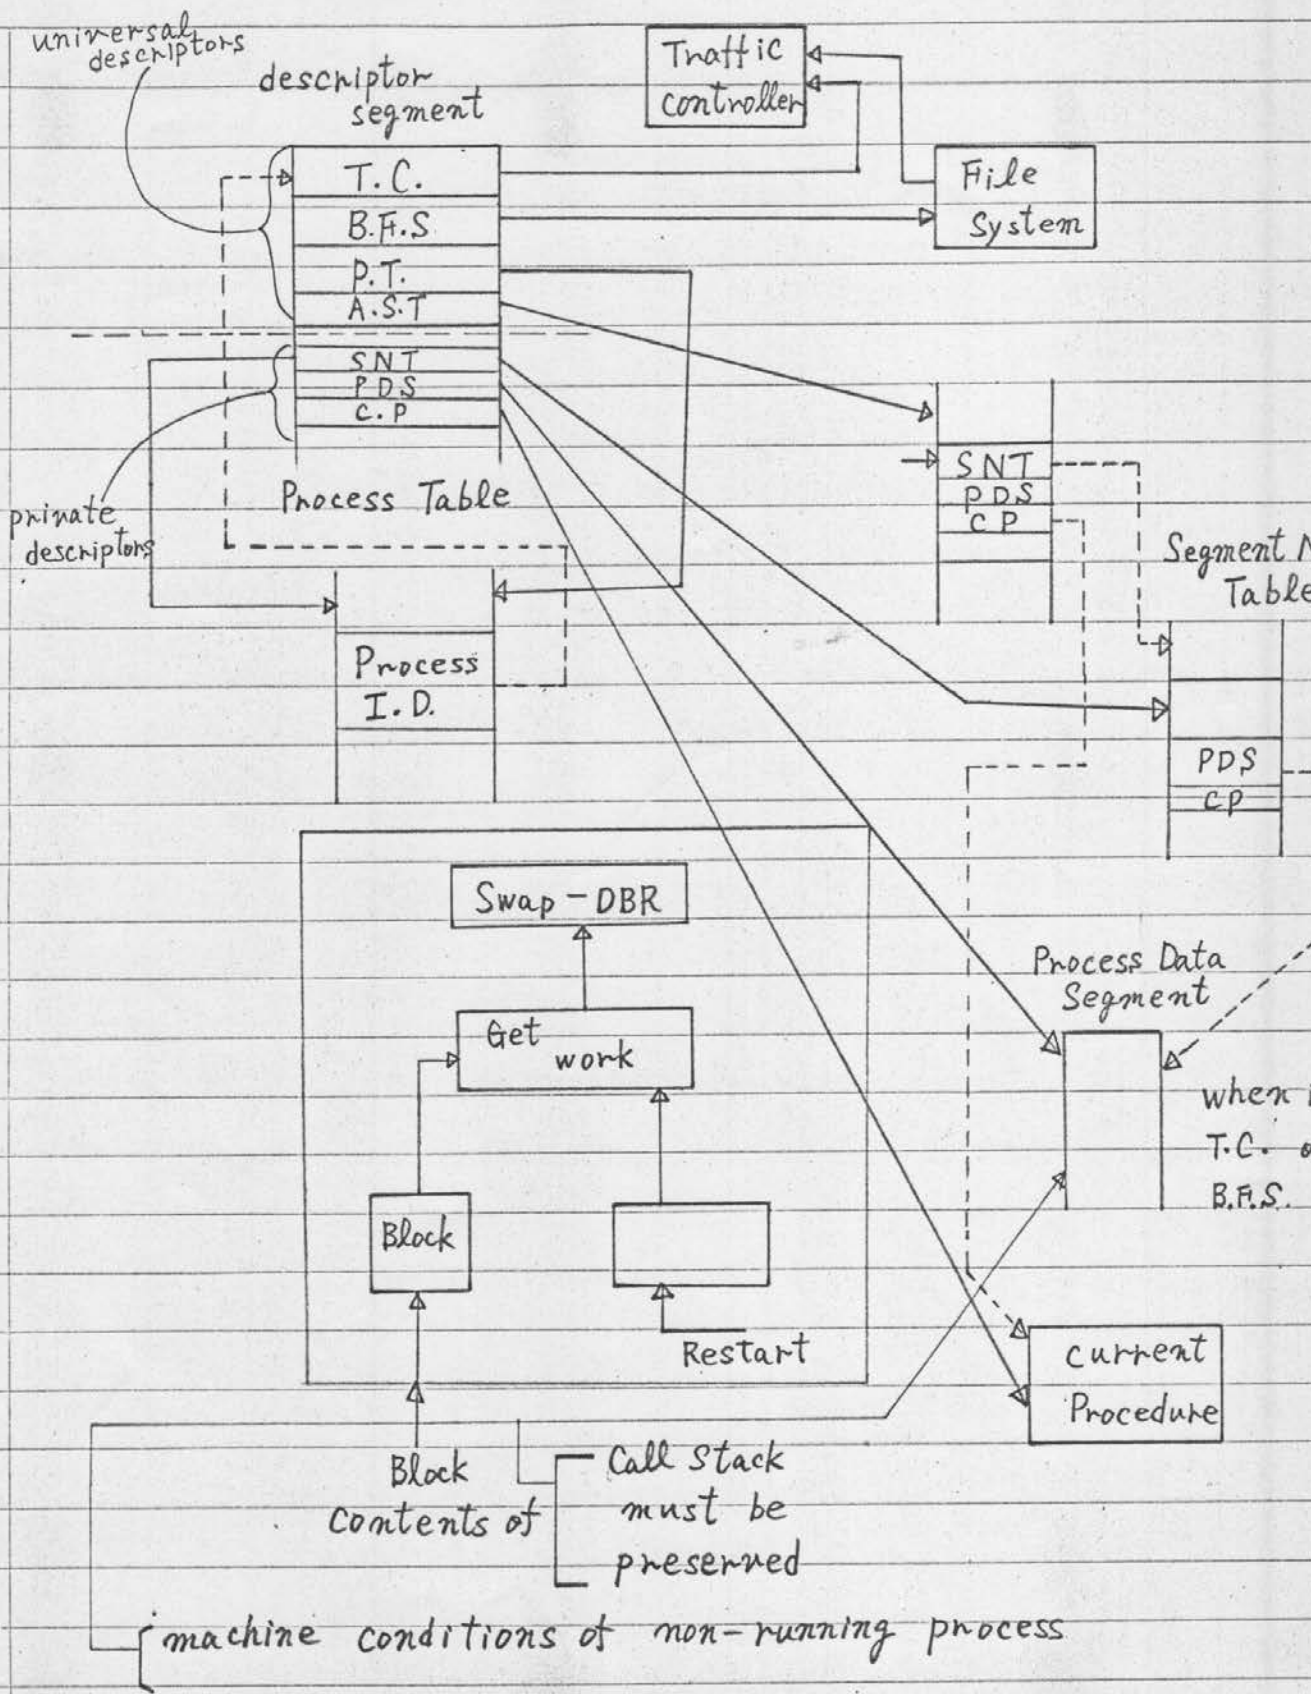 universal
descriptors
descriptor
segment
T.C.
B.F.S
P.T.
A.S.T
SNT
PDS
C.P
private
descriptors
Traffic
controller
File
System
SNT
PDS
CP
Segment
Table
PDS
CP
Process Table
Process
I.D.
Swap-DBR
Get
work
Block
Restart
Block
Contents of
Call Stack
must be
preserved
Process Data
Segment
when
T.C.
B.F.S.
current
Procedure
machine conditions of non-running process